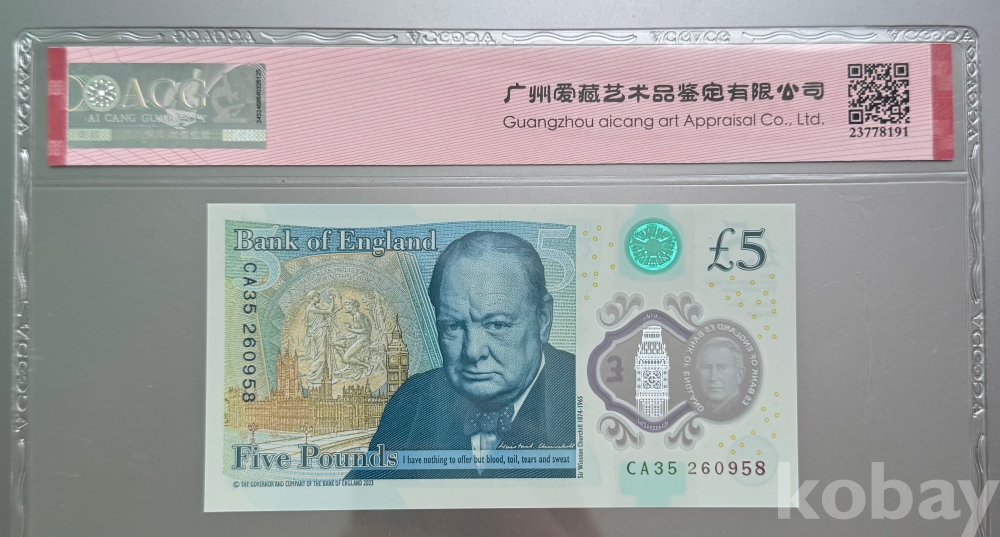 ACG
AI CANG GUARANTY
广州爱藏艺术品鉴定有限公司
Guangzhou aicang art Appraisal Co., Ltd.
23778191
Bank of England
5
5
£5
CA35 260958
Sir Winston Churchill 1874-1965
Five Pounds
I have nothing to offer but blood, toil, tears and sweat
CA35 260958
© THE GOVERNOR AND COMPANY OF THE BANK OF ENGLAND 2023
kobay